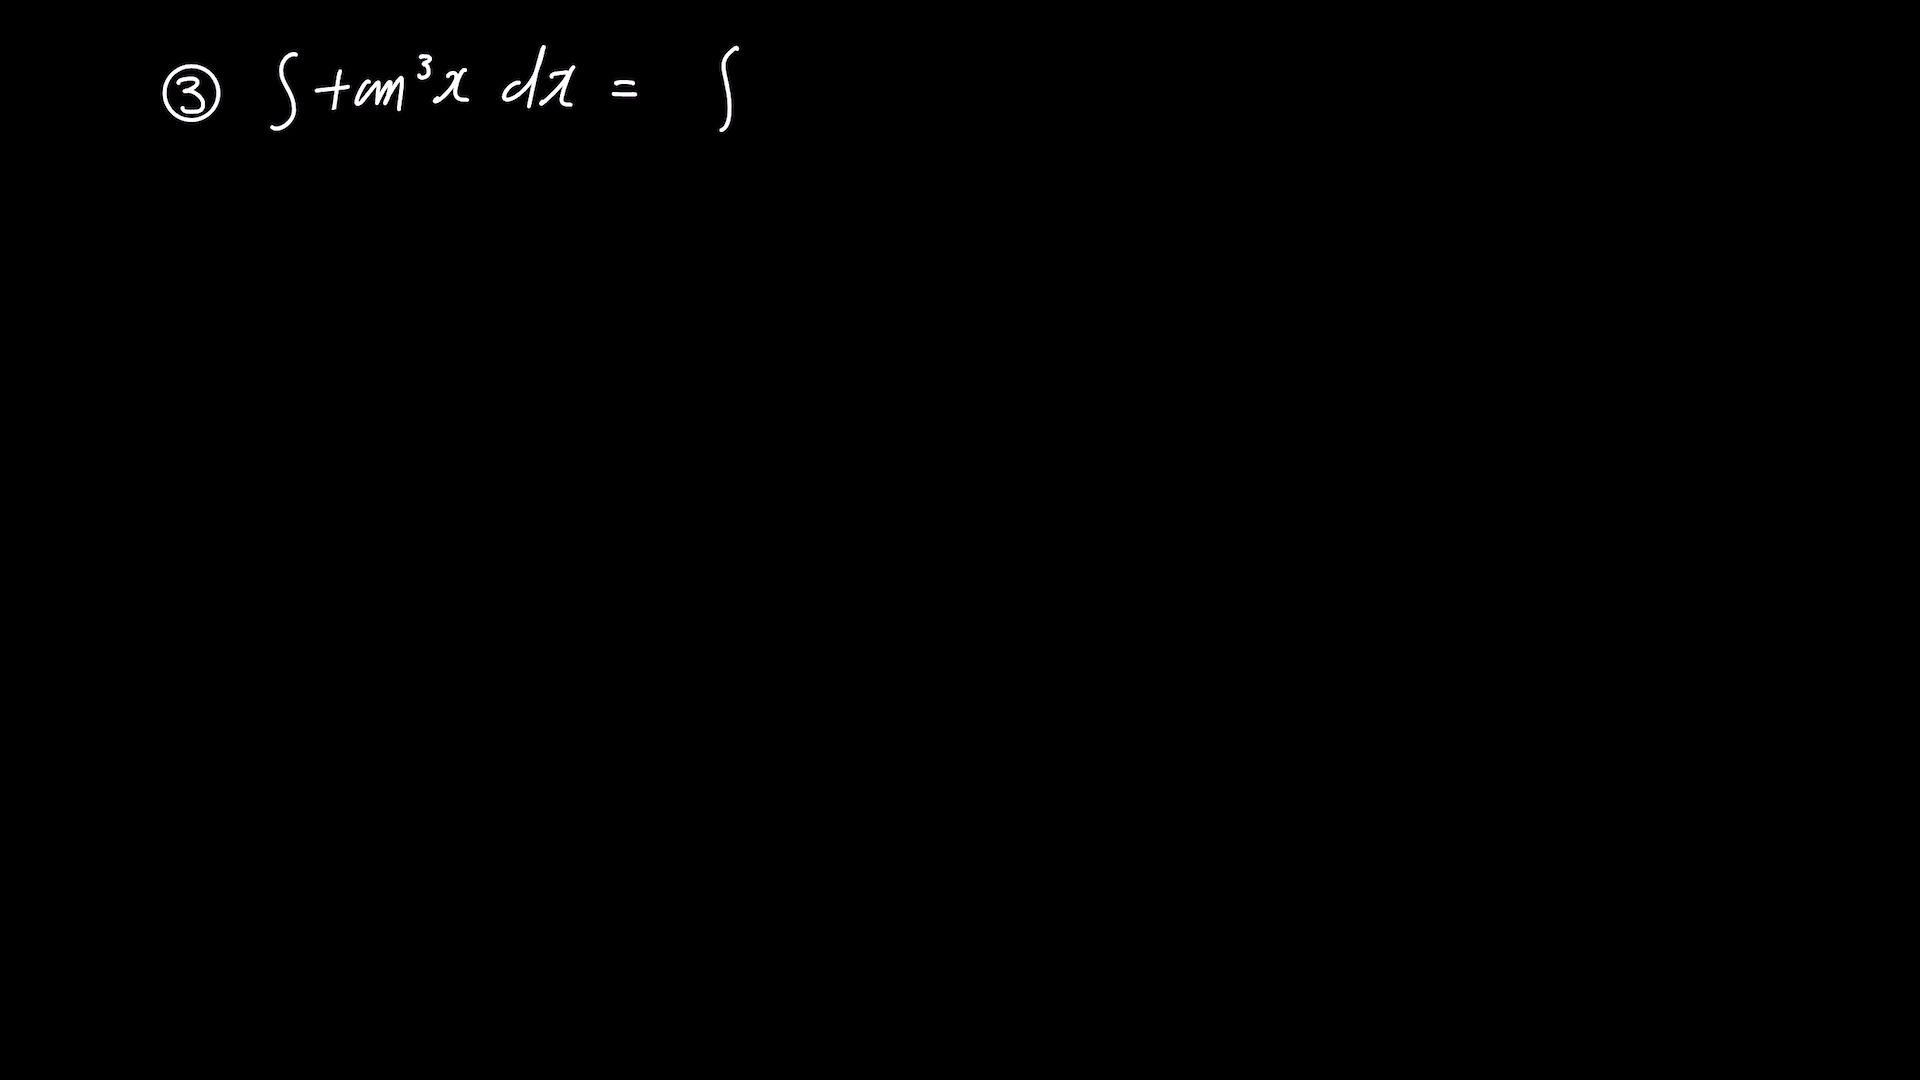 ③ ∫ tan³x dx = ∫